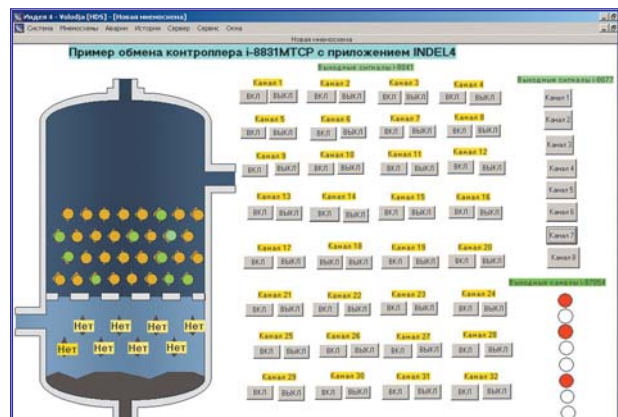 Индел 4 - Volodja [HDS] - [Новая мнемосхема]
Система Мнемосхемы Аварии История Сервер Сервис Окна
Новая мнемосхема
Пример обмена контроллера i-8831MTCP с приложением INDEL4
Выходные сигналы i-8041
Выходные сигналы i-8077
Канал 1 Канал 2 Канал 3 Канал 4
ВКЛ ВЫКЛ ВКЛ ВЫКЛ ВКЛ ВЫКЛ ВКЛ ВЫКЛ
Канал 5 Канал 6 Канал 7 Канал 8
ВКЛ ВЫКЛ ВКЛ ВЫКЛ ВКЛ ВЫКЛ ВКЛ ВЫКЛ
Канал 9 Канал 10 Канал 11 Канал 12
ВКЛ ВЫКЛ ВКЛ ВЫКЛ ВКЛ ВЫКЛ ВКЛ ВЫКЛ
Канал 13 Канал 14 Канал 15 Канал 16
ВКЛ ВЫКЛ ВКЛ ВЫКЛ ВКЛ ВЫКЛ ВКЛ ВЫКЛ
Канал 17 Канал 18 Канал 19 Канал 20
ВКЛ ВЫКЛ ВКЛ ВЫКЛ ВКЛ ВЫКЛ ВКЛ ВЫКЛ
Канал 21 Канал 22 Канал 23 Канал 24
ВКЛ ВЫКЛ ВКЛ ВЫКЛ ВКЛ ВЫКЛ ВКЛ ВЫКЛ
Канал 25 Канал 26 Канал 27 Канал 28
ВКЛ ВЫКЛ ВКЛ ВЫКЛ ВКЛ ВЫКЛ ВКЛ ВЫКЛ
Канал 29 Канал 30 Канал 31 Канал 32
ВКЛ ВЫКЛ ВКЛ ВЫКЛ ВКЛ ВЫКЛ ВКЛ ВЫКЛ
Канал 1
Канал 2
Канал 3
Канал 4
Канал 5
Канал 6
Канал 7
Канал 8
Выходные каналы
Нет Нет Нет Нет
Нет Нет Нет Нет